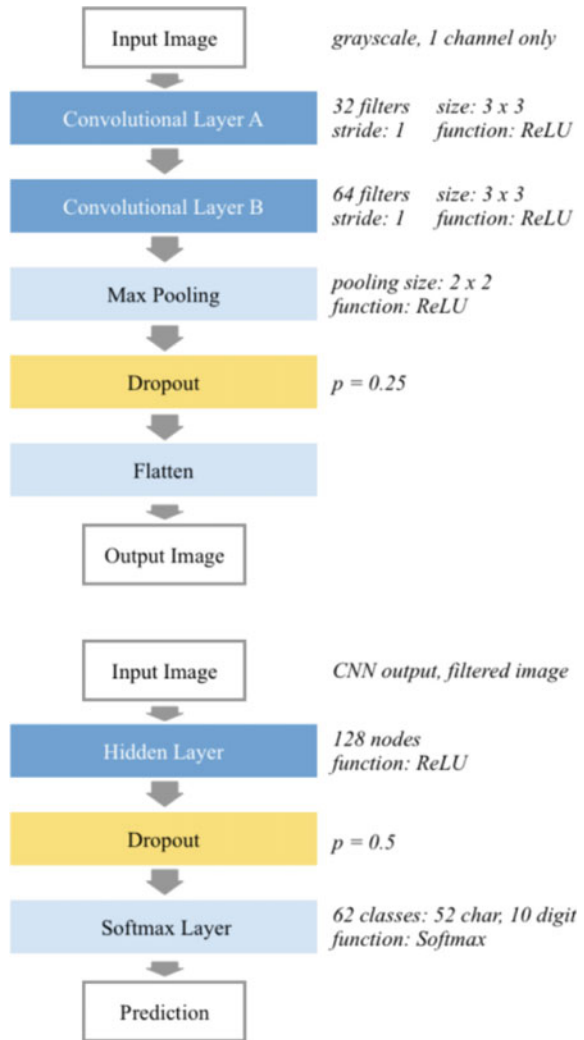 Input Image
grayscale, 1 channel only
Convolutional Layer A
32 filters size: 3 x 3
stride: 1 function: ReLU
Convolutional Layer B
64 filters size: 3 x 3
stride: 1 function: ReLU
Max Pooling
pooling size: 2 x 2
function: ReLU
Dropout
p = 0.25
Flatten
Output Image
Input Image
CNN output, filtered image
Hidden Layer
128 nodes
function: ReLU
Dropout
p = 0.5
Softmax Layer
62 classes: 52 char, 10 digit
function: Softmax
Prediction